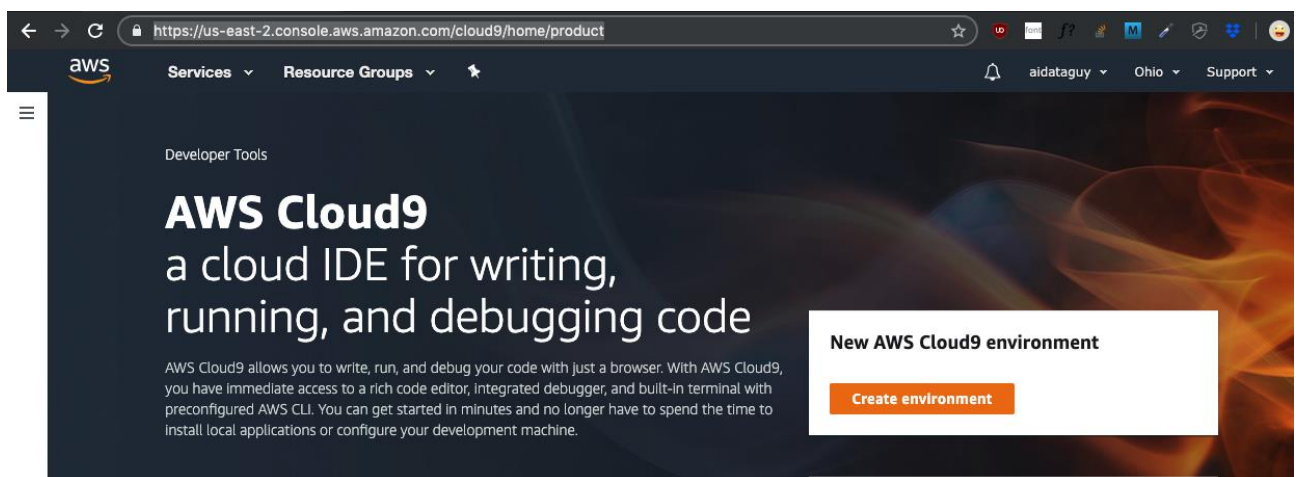 https://us-east-2.console.aws.amazon.com/cloud9/home/product
UD font f? M
aws Services Resource Groups aidataguy Ohio Support
Developer Tools
AWS Cloud9
a cloud IDE for writing,
running, and debugging code
AWS Cloud9 allows you to write, run, and debug your code with just a browser. With AWS Cloud9,
you have immediate access to a rich code editor, integrated debugger, and built-in terminal with
preconfigured AWS CLI. You can get started in minutes and no longer have to spend the time to
install local applications or configure your development machine.
New AWS Cloud9 environment
Create environment